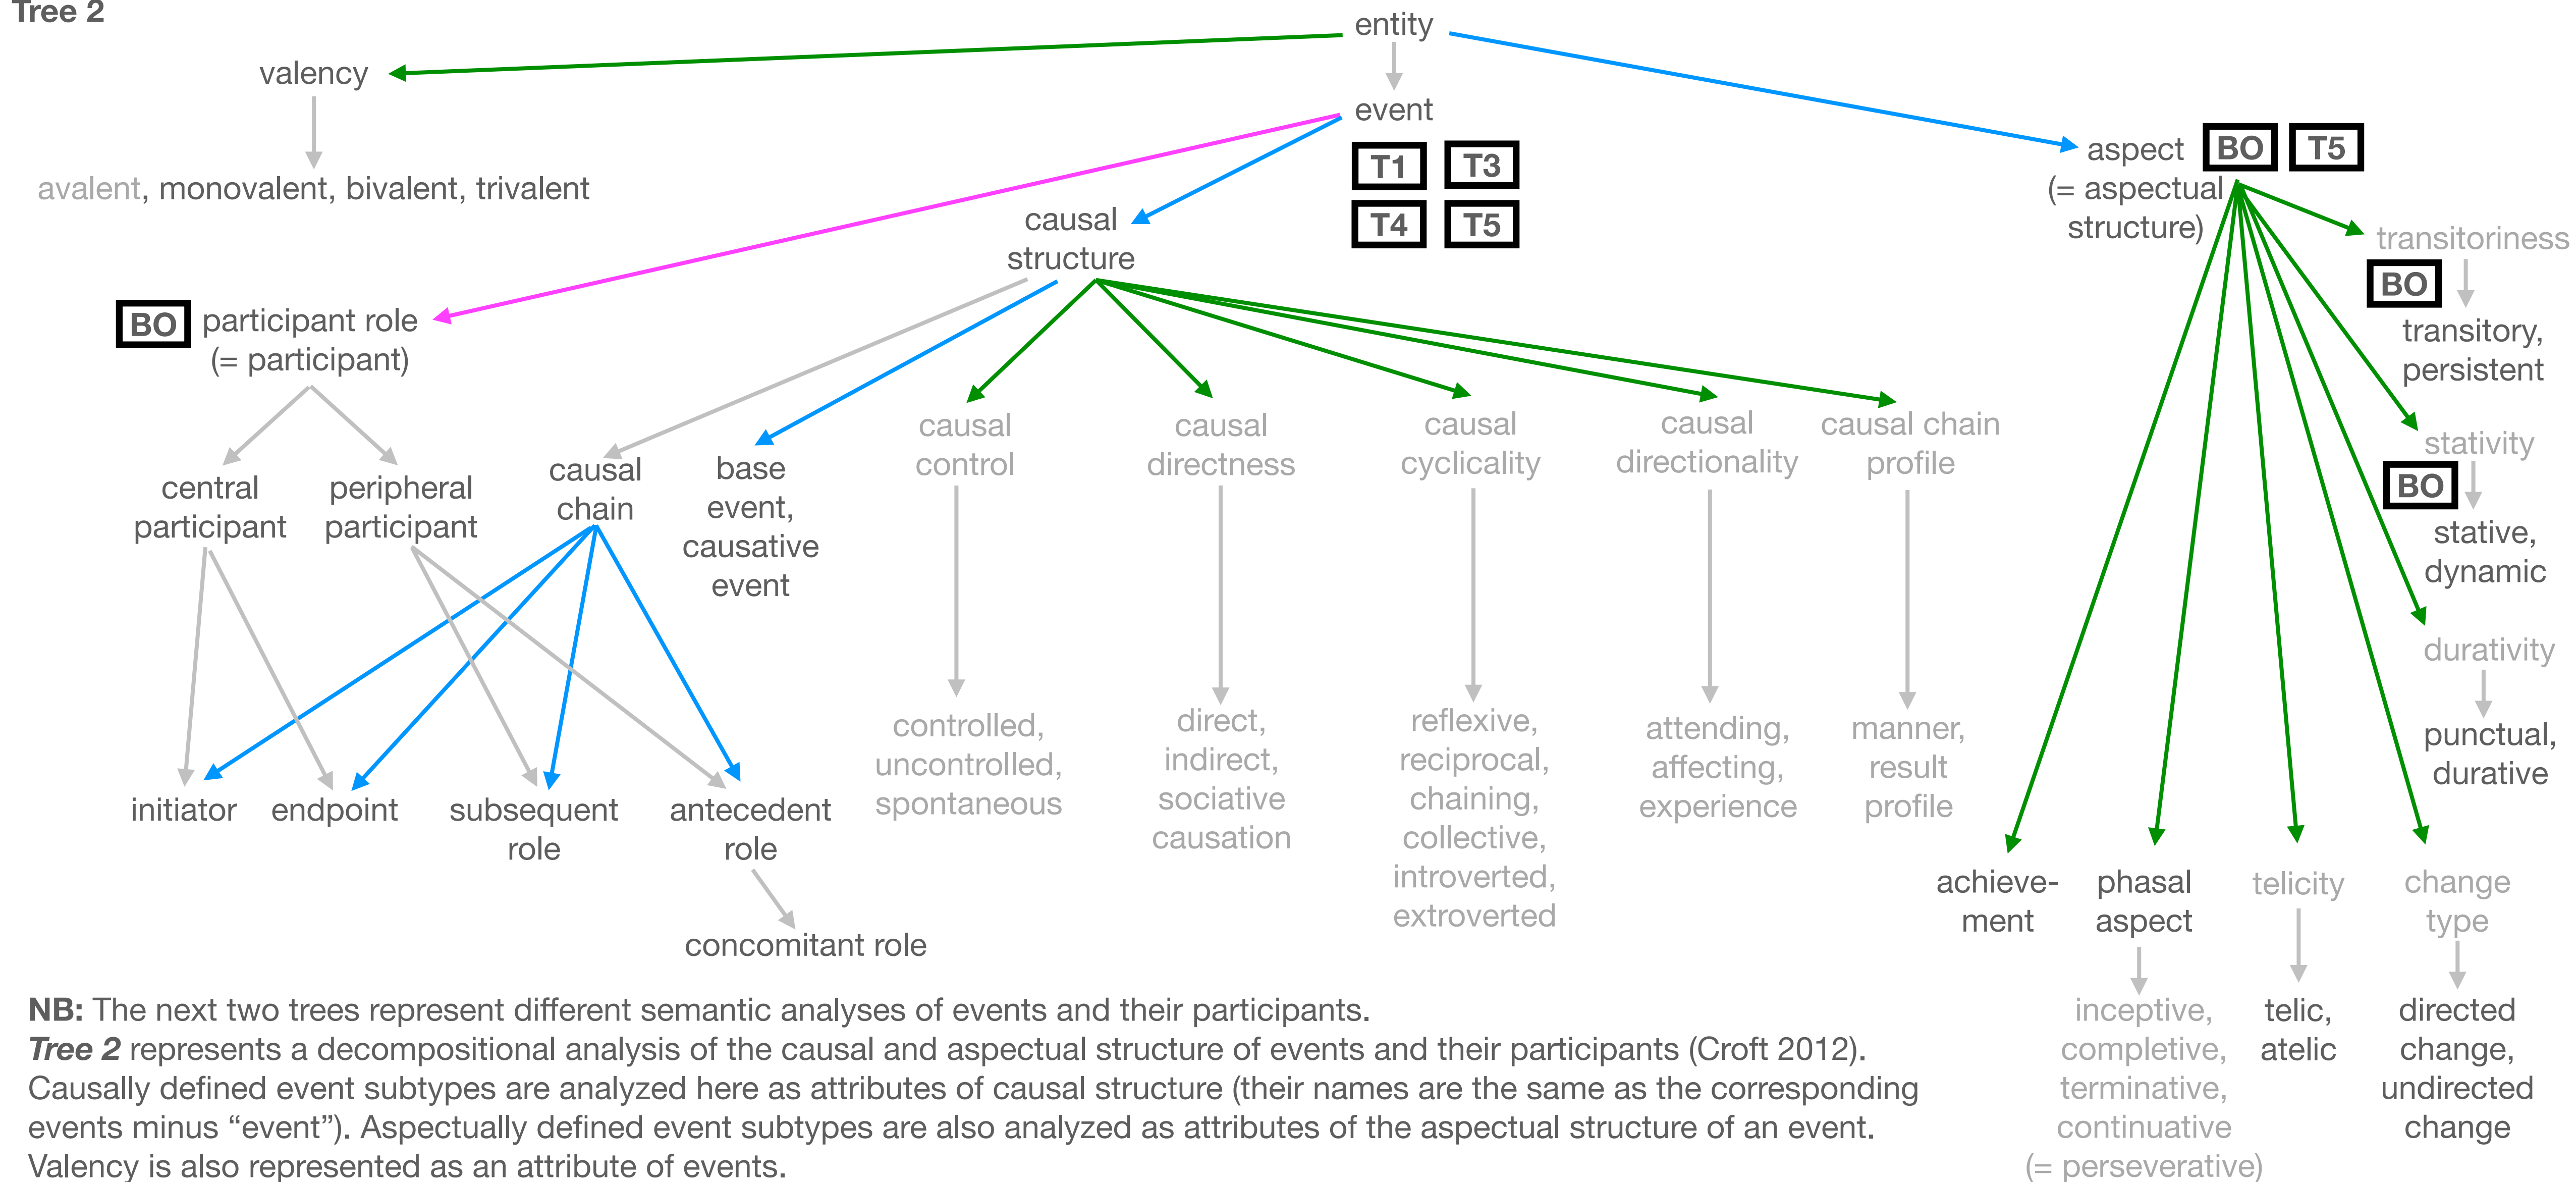 Tree 2
entity
valency
event
avalent, monovalent, bivalent, trivalent
T1 T3
T4 T5
aspect BO T5
(= aspectual
structure)
causal
structure
BO participant role
(= participant)
central
participant
peripheral
participant
causal
chain
base
event,
causative
event
causal
control
causal
directness
causal
cyclicality
causal
directionality
causal chain
profile
transitoriness
BO
transitory,
persistent
stativity
BO
stative,
dynamic
durativity
punctual,
durative
initiator
endpoint
subsequent
role
antecedent
role
concomitant role
controlled,
uncontrolled,
spontaneous
direct,
indirect,
sociative
causation
reflexive,
reciprocal,
chaining,
collective,
introverted,
extroverted
attending,
affecting,
experience
manner,
result
profile
achieve-
ment
phasal
aspect
telicity
change
type
inceptive,
completive,
terminative,
continuative
(= perseverative)
telic,
atelic
directed
change,
undirected
change
NB: The next two trees represent different semantic analyses of events and their participants.
Tree 2 represents a decompositional analysis of the causal and aspectual structure of events and their participants (Croft 2012).
Causally defined event subtypes are analyzed here as attributes of causal structure (their names are the same as the corresponding
events minus “event”). Aspectually defined event subtypes are also analyzed as attributes of the aspectual structure of an event.
Valency is also represented as an attribute of events.